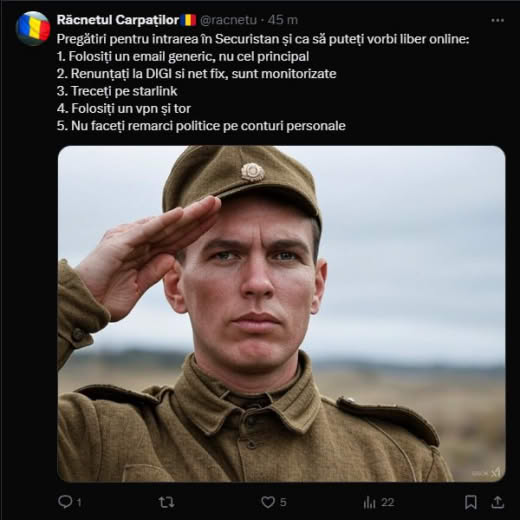 Răcnetul Carpaților🇷🇴 @racnetu · 45 m
Pregătiri pentru intrarea în Securistan și ca să puteți vorbi liber online:
1. Folosiți un email generic, nu cel principal
2. Renunțați la DIGI si net fix, sunt monitorizate
3. Treceți pe starlink
4. Folosiți un vpn și tor
5. Nu faceți remarci politice pe conturi personale
1 5 22